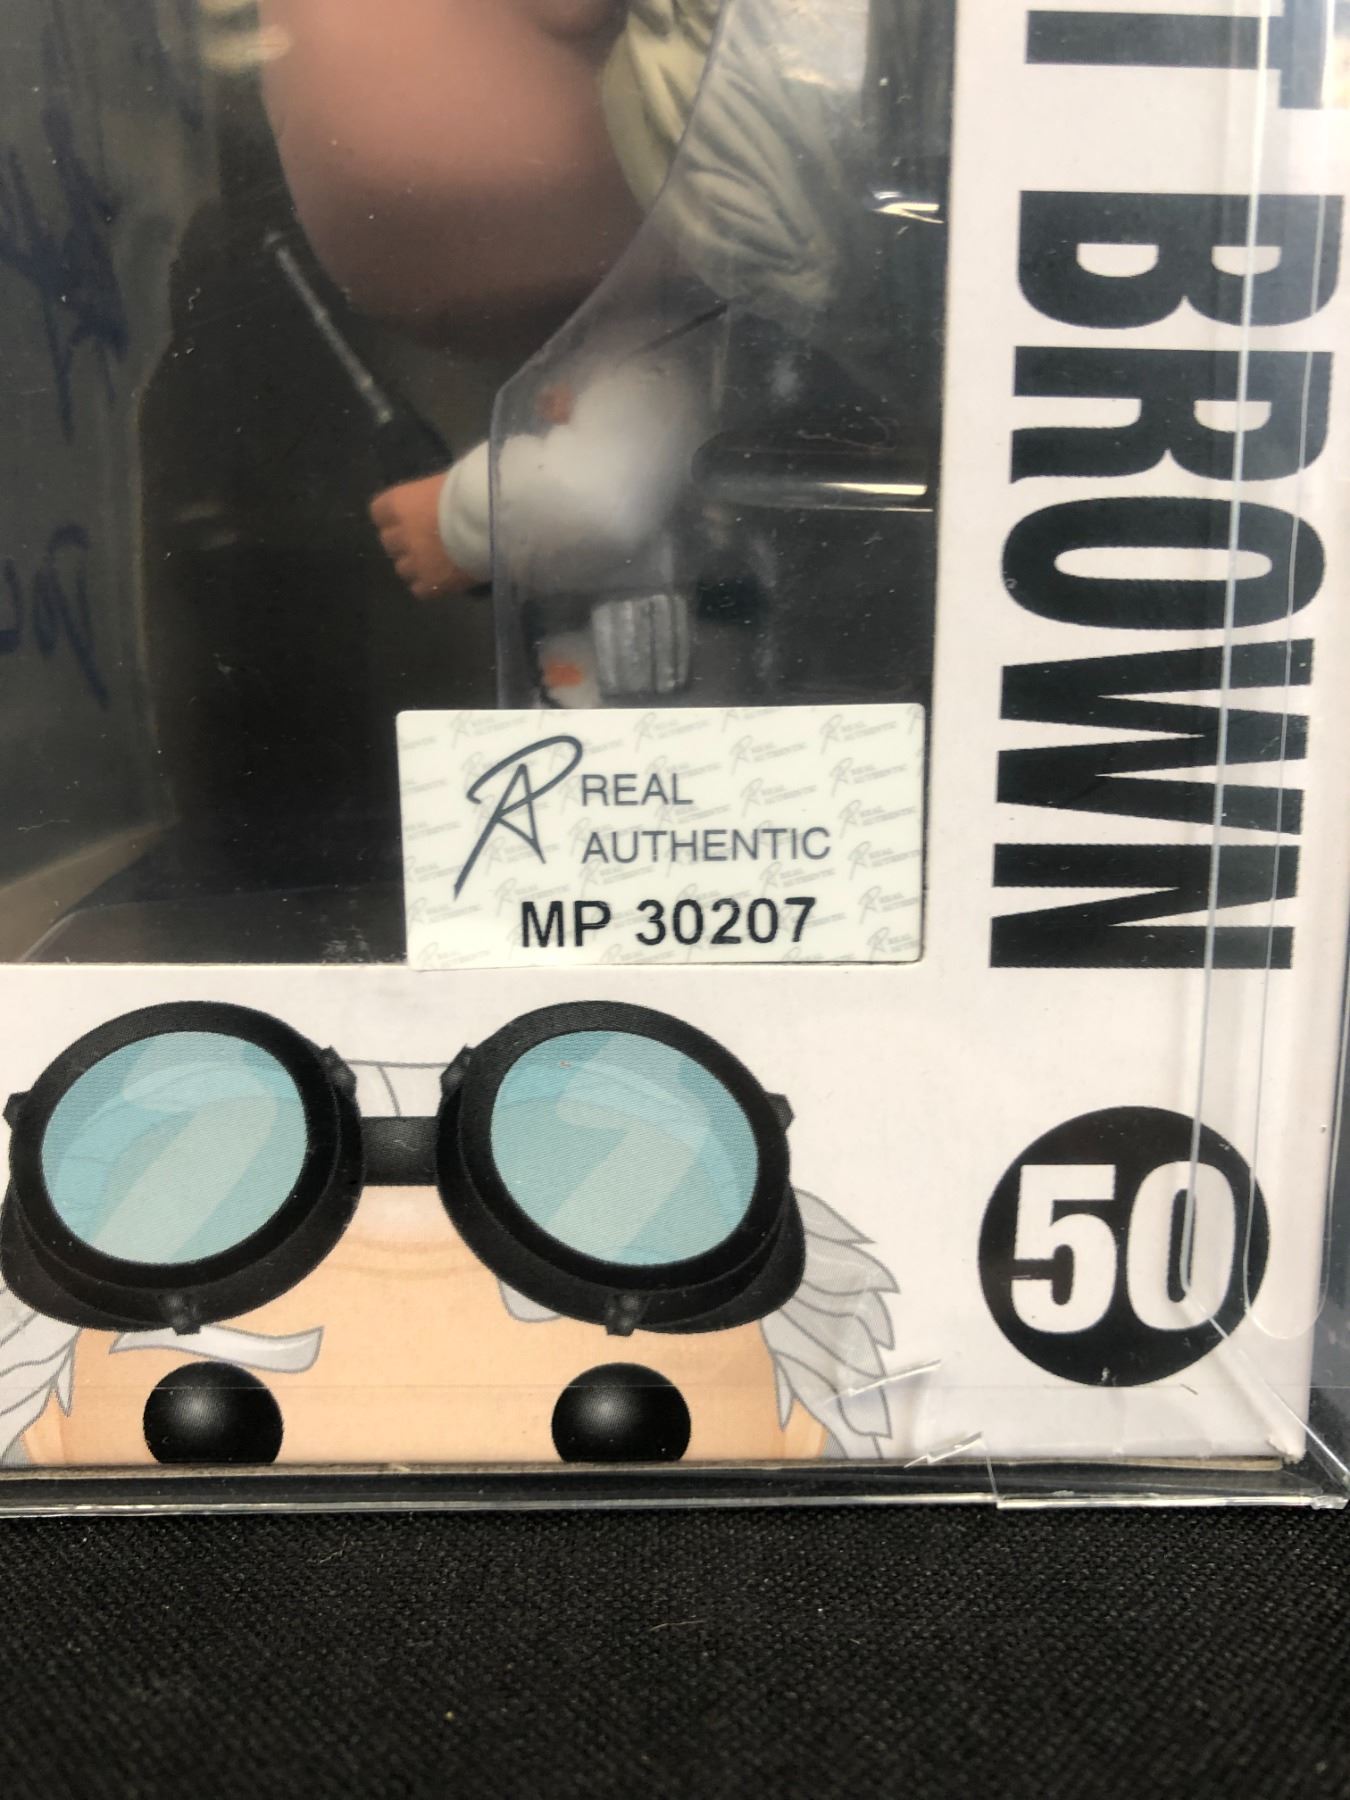 T BROWN
REAL
AUTHENTIC
MP 30207
50